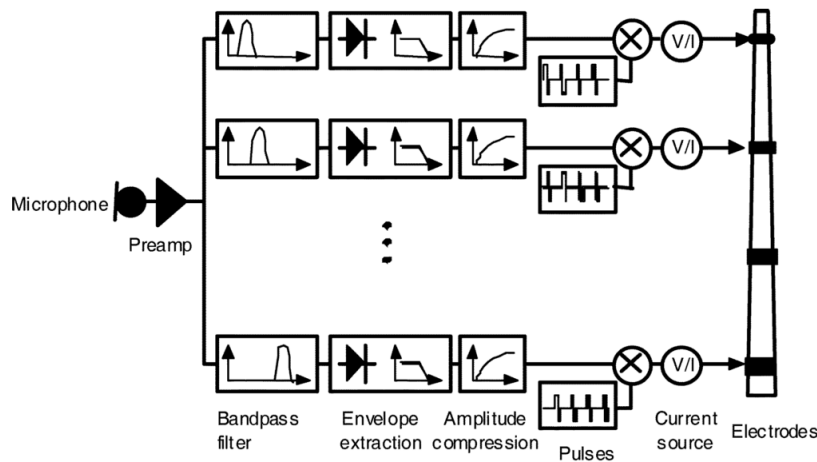 V/I
V/I
Microphone
Preamp
V/I
Bandpass
filter
Envelope
extraction
Amplitude
compression
Pulses
Current
source
Electrodes